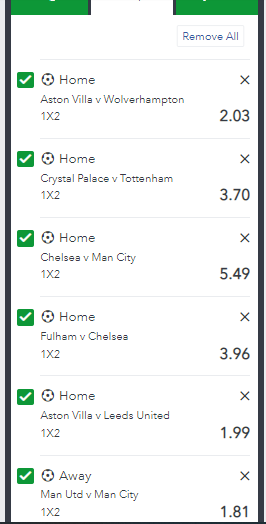 Remove All
Home
Aston Villa v Wolverhampton
1X2
2.03
Home
Crystal Palace v Tottenham
1X2
3.70
Home
Chelsea v Man City
1X2
5.49
Home
Fulham v Chelsea
1X2
3.96
Home
Aston Villa v Leeds United
1X2
1.99
Away
Man Utd v Man City
1X2
1.81